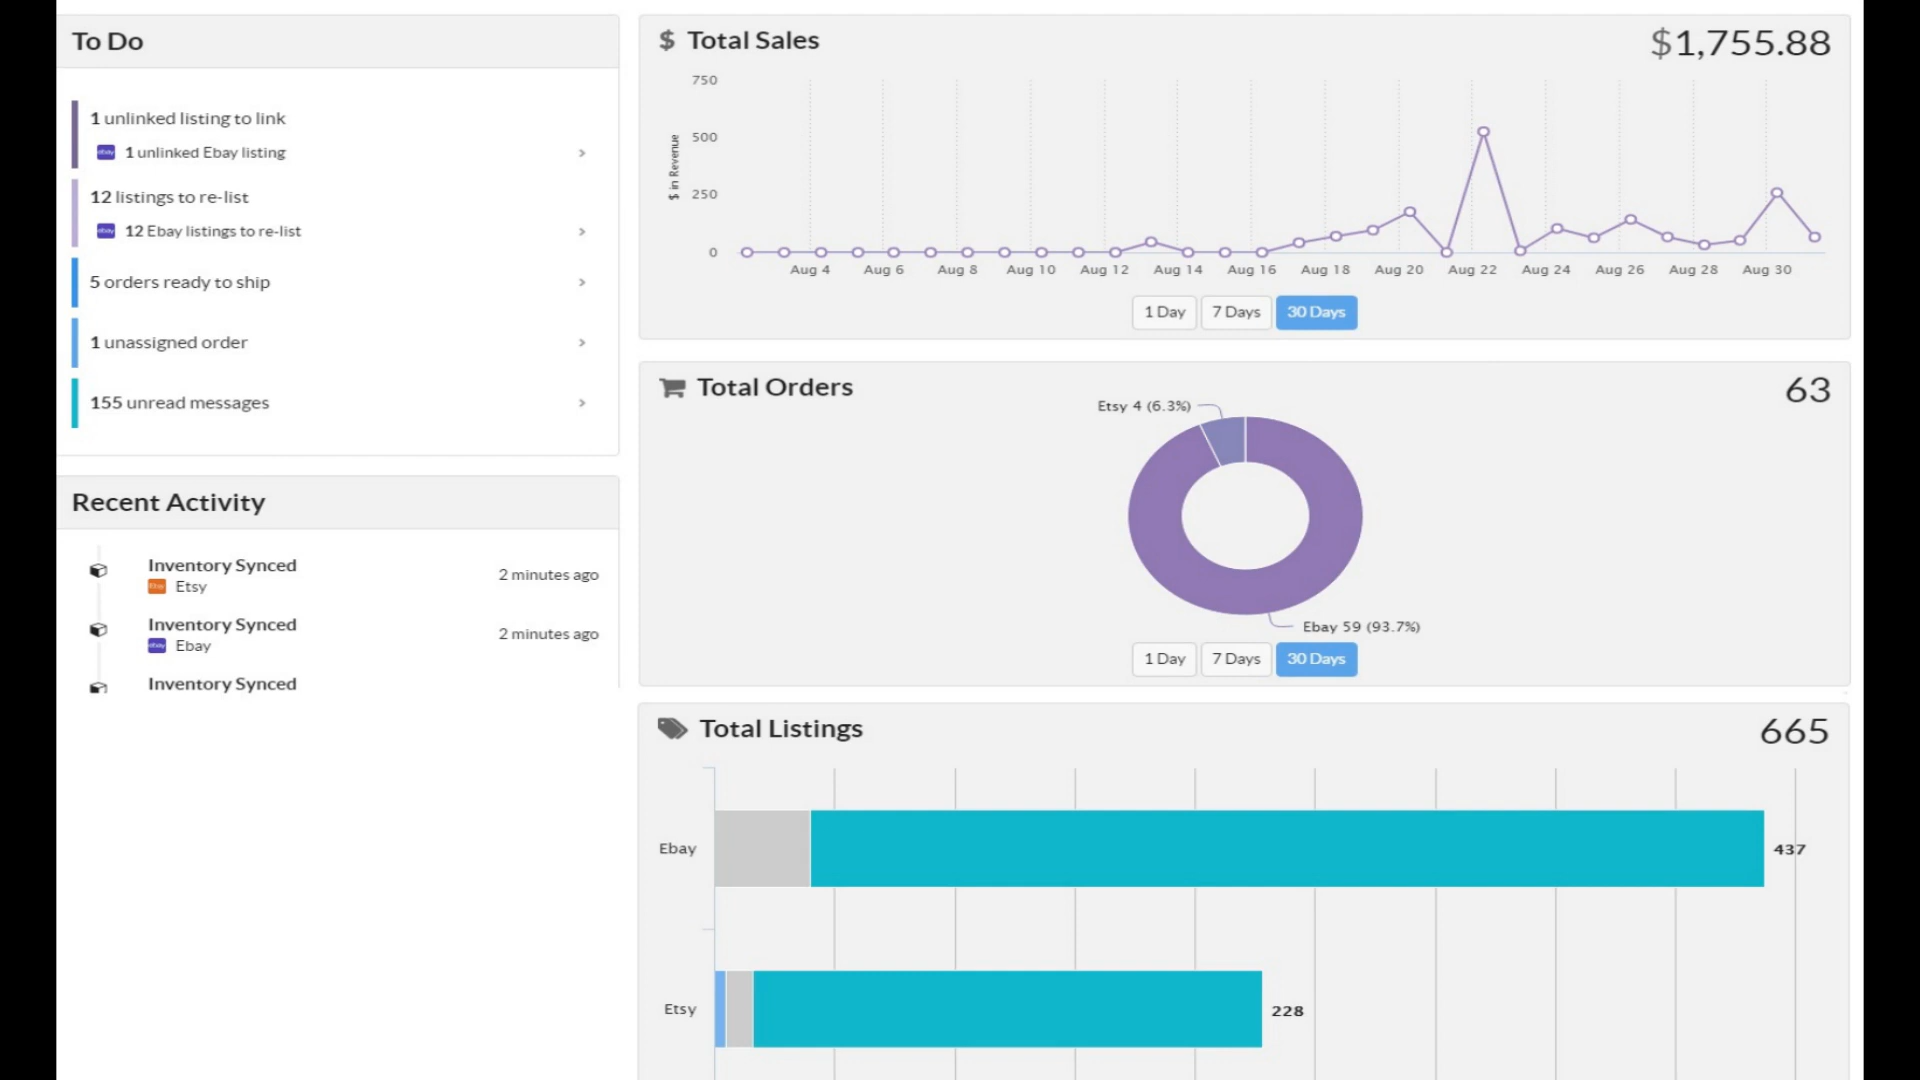 To Do
1 unlinked listing to link
ebay 1 unlinked Ebay listing
12 listings to re-list
ebay 12 Ebay listings to re-list
5 orders ready to ship
1 unassigned order
155 unread messages
Recent Activity
Inventory Synced
Etsy Etsy
2 minutes ago
Inventory Synced
ebay Ebay
2 minutes ago
Inventory Synced
$ Total Sales
$1,755.88
$ in Revenue
750
500
250
0
Aug 4 Aug 6 Aug 8 Aug 10 Aug 12 Aug 14 Aug 16 Aug 18 Aug 20 Aug 22 Aug 24 Aug 26 Aug 28 Aug 30
1 Day 7 Days 30 Days
Total Orders
63
Etsy 4 (6.3%)
Ebay 59 (93.7%)
1 Day 7 Days 30 Days
Total Listings
665
Ebay
437
Etsy
228